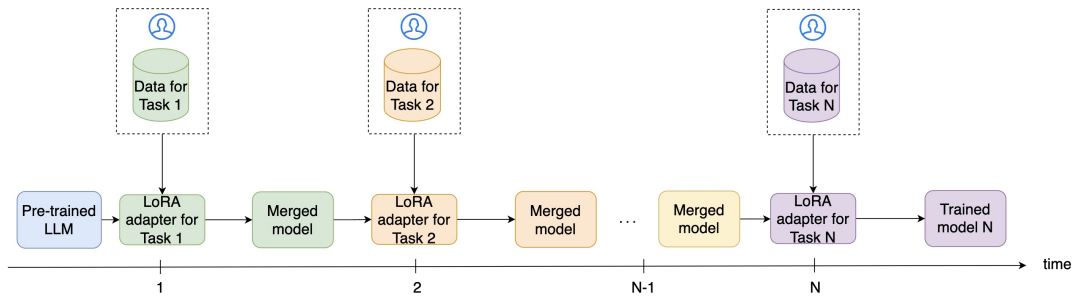 Data for
Task 1
Data for
Task 2
Data for
Task N
Pre-trained
LLM
LoRA
adapter for
Task 1
Merged
model
LoRA
adapter for
Task 2
Merged
model
...
Merged
model
LoRA
adapter for
Task N
Trained
model N
time
1
2
N-1
N